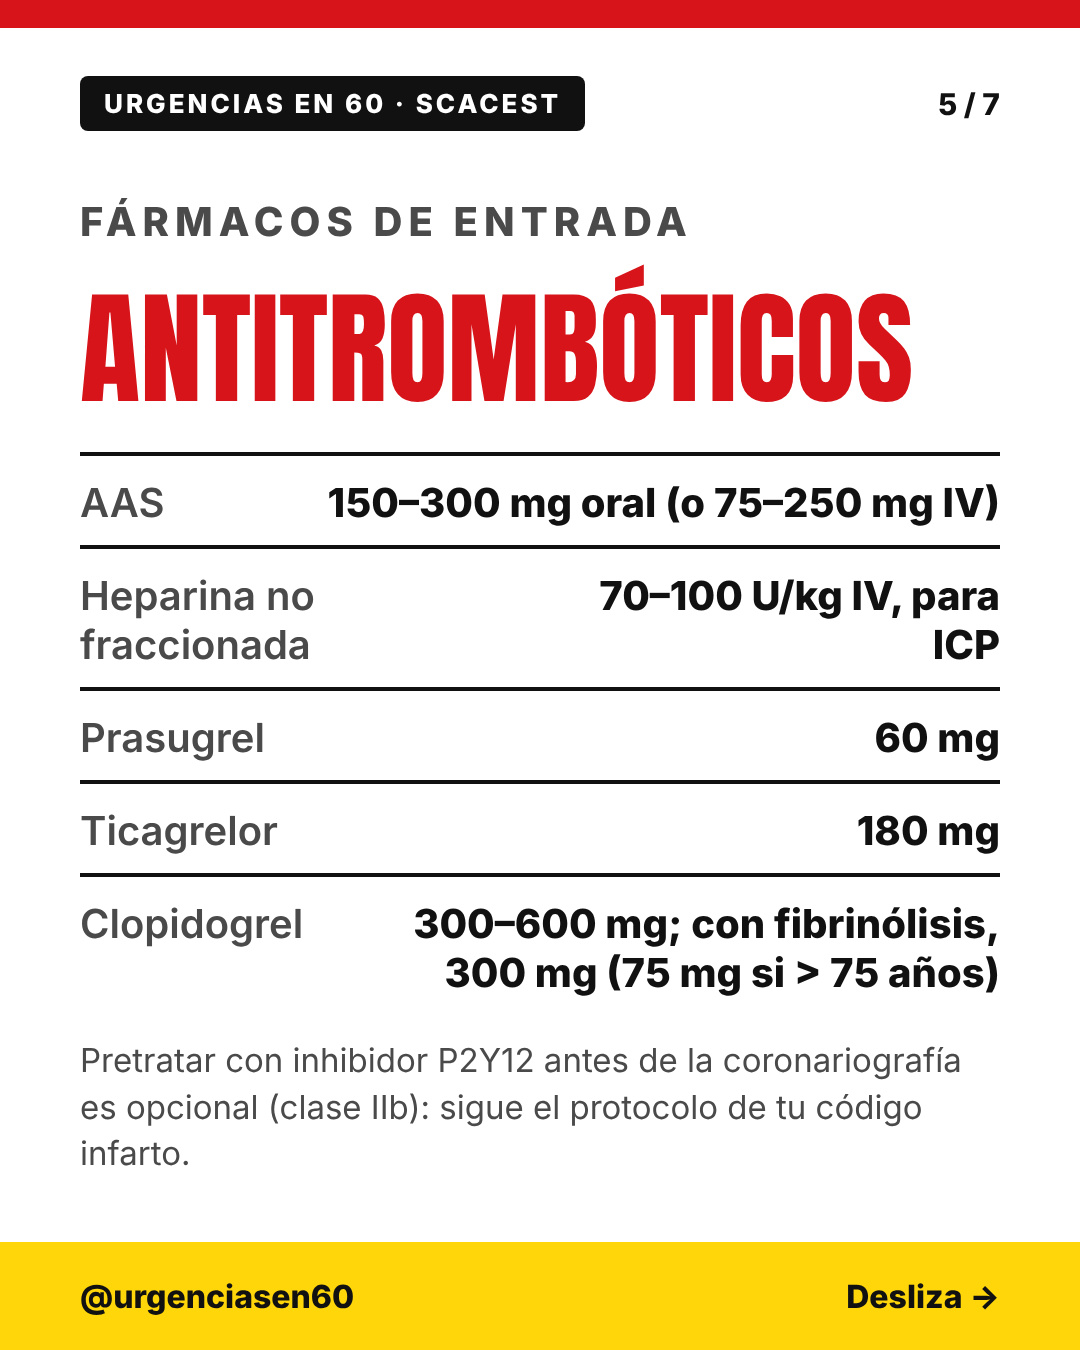 URGENCIAS EN 60 · SCACEST
5 / 7
FÁRMACOS DE ENTRADA
ANTITROMBÓTICOS
AAS 150–300 mg oral (o 75–250 mg IV)
Heparina no 70–100 U/kg IV, para
fraccionada ICP
Prasugrel 60 mg
Ticagrelor 180 mg
Clopidogrel 300–600 mg; con fibrinólisis,
300 mg (75 mg si > 75 años)
Pretratar con inhibidor P2Y12 antes de la coronariografía
es opcional (clase IIb): sigue el protocolo de tu código
infarto.
@urgenciasen60 Desliza →